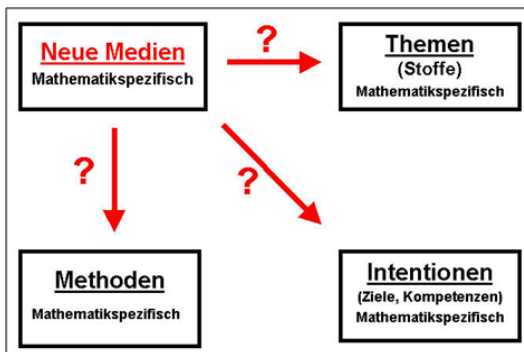 Neue Medien
Mathematikspezifisch
?
Themen
(Stoffe)
Mathematikspezifisch
?
?
Methoden
Mathematikspezifisch
Intentionen
(Ziele, Kompetenzen)
Mathematikspezifisch